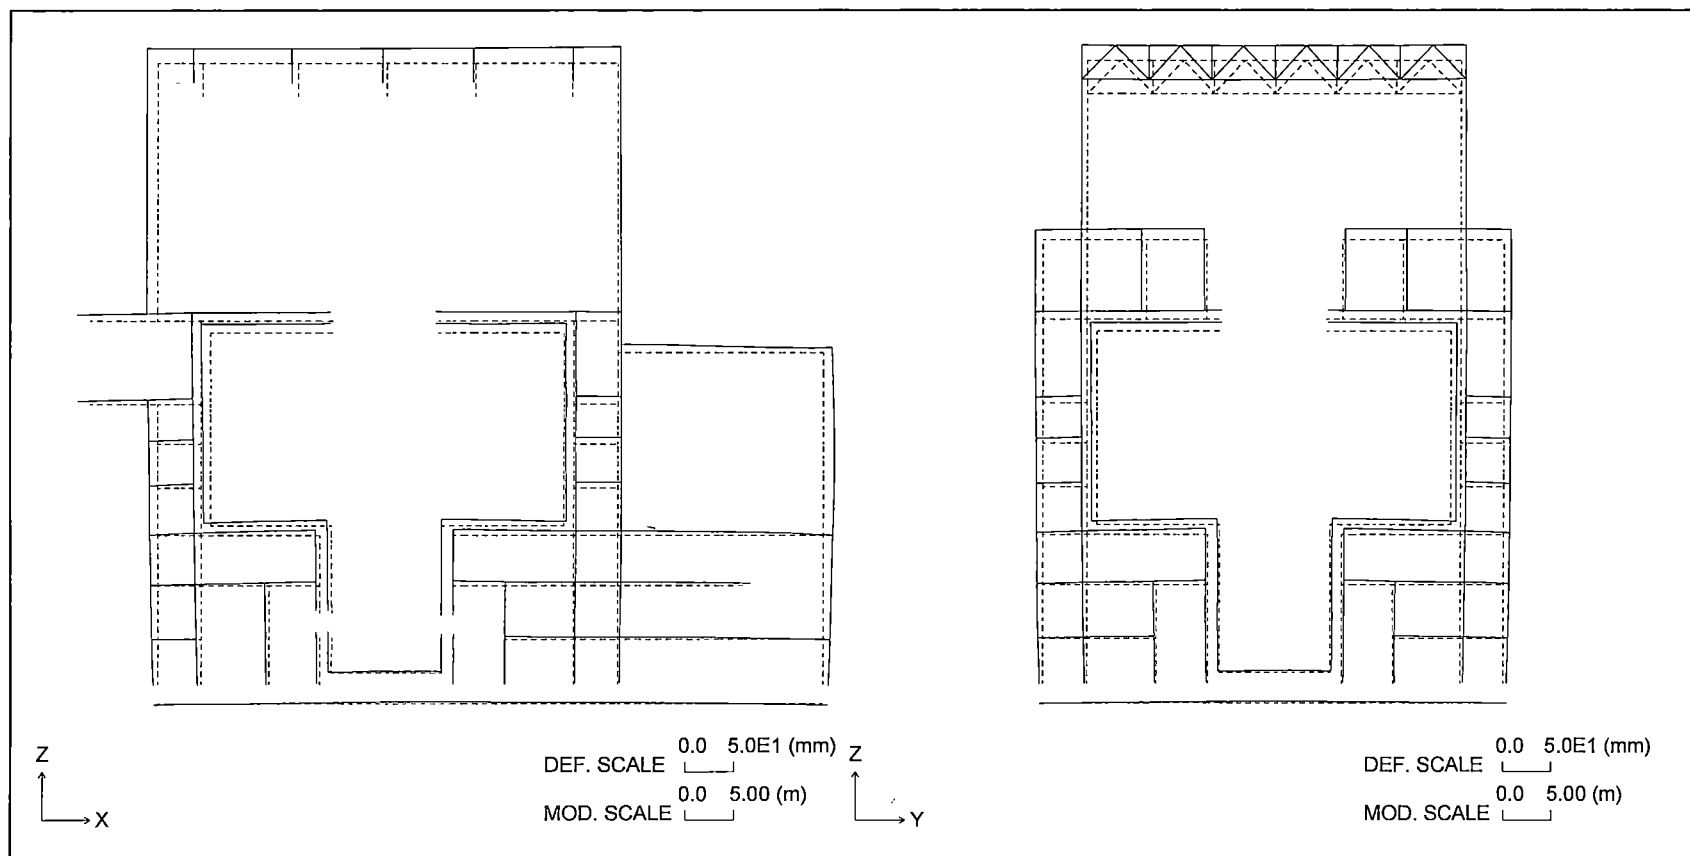 Z
X
0.0 5.0E1 (mm)
DEF. SCALE
0.0 5.00 (m)
MOD. SCALE
Z
Y
0.0 5.0E1 (mm)
DEF. SCALE
0.0 5.00 (m)
MOD. SCALE